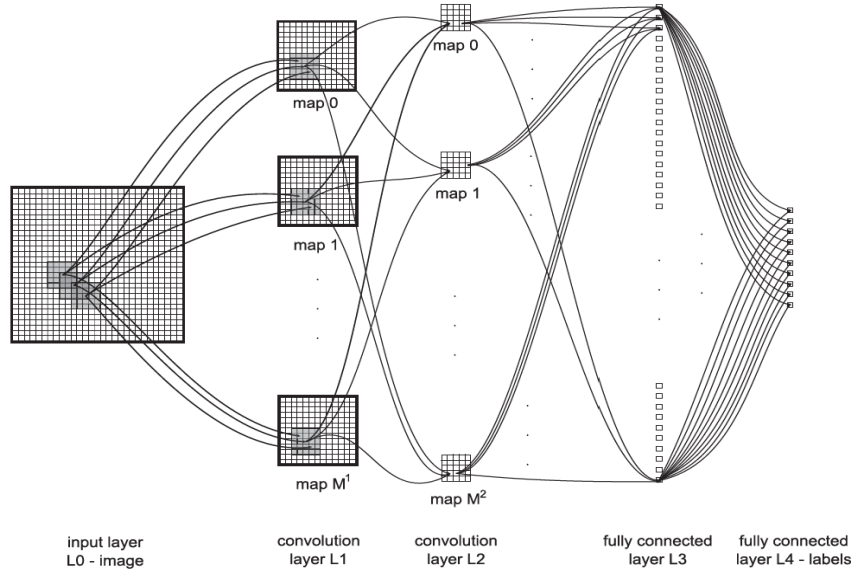 map 0
map 0
map 1
map 1
map M¹
map M²
input layer
L0 - image
convolution
layer L1
convolution
layer L2
fully connected
layer L3
fully connected
layer L4 - labels